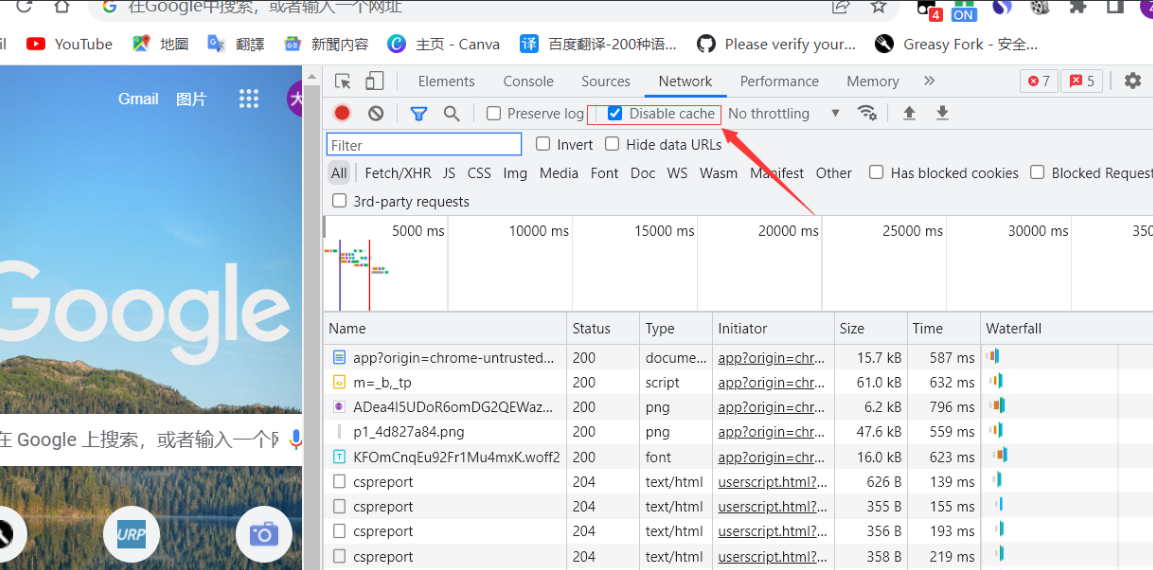 在Google中搜索，或者输入一个网址
4
ON
YouTube
地圖
翻譯
新聞內容
主页 - Canva
译
百度翻译-200种语...
Please verify your...
Greasy Fork - 安全...
Gmail 图片
大
Elements Console Sources Network Performance Memory 7 5
Preserve log Disable cache No throttling
Filter Invert Hide data URLs
All Fetch/XHR JS CSS Img Media Font Doc WS Wasm Manifest Other Has blocked cookies Blocked Request
3rd-party requests
5000 ms 10000 ms 15000 ms 20000 ms 25000 ms 30000 ms 350
Name Status Type Initiator Size Time Waterfall
app?origin=chrome-untrusted... 200 docume... app?origin=chr... 15.7 kB 587 ms
m=_b,_tp 200 script app?origin=chr... 61.0 kB 632 ms
ADea4I5UDoR6omDG2QEWaz... 200 png app?origin=chr... 6.2 kB 796 ms
p1_4d827a84.png 200 png app?origin=chr... 47.6 kB 559 ms
KFOmCnqEu92Fr1Mu4mxK.woff2 200 font app?origin=chr... 16.0 kB 623 ms
cspreport 204 text/html userscript.html?... 626 B 139 ms
cspreport 204 text/html userscript.html?... 355 B 155 ms
cspreport 204 text/html userscript.html?... 356 B 193 ms
cspreport 204 text/html userscript.html?... 358 B 219 ms
Google
在 Google 上搜索，或者输入一个网
URP